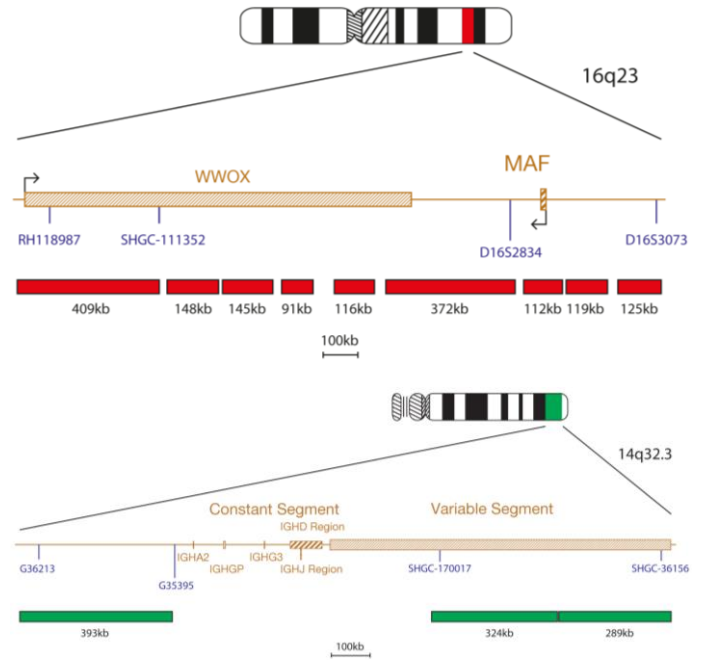 16q23
MAF
WWOX
RH118987
SHGC-111352
D16S2834
D16S3073
409kb
148kb
145kb
91kb
116kb
372kb
112kb
119kb
125kb
100kb
14q32.3
Constant Segment
Variable Segment
IGHD Region
IGHA2
IGHGP
IGHG3
IGHJ Region
G36213
G35395
SHGC-170017
SHGC-36156
393kb
324kb
289kb
100kb